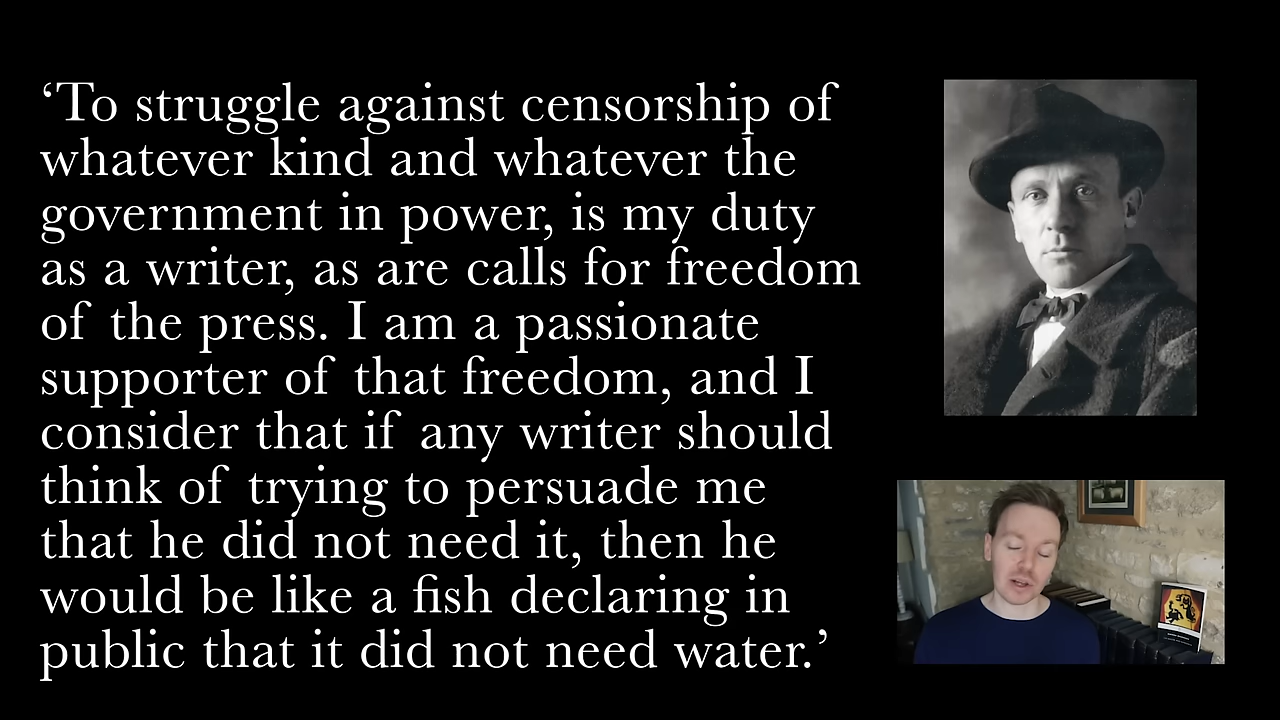 ‘To struggle against censorship of
whatever kind and whatever the
government in power, is my duty
as a writer, as are calls for freedom
of the press. I am a passionate
supporter of that freedom, and I
consider that if any writer should
think of trying to persuade me
that he did not need it, then he
would be like a fish declaring in
public that it did not need water.’